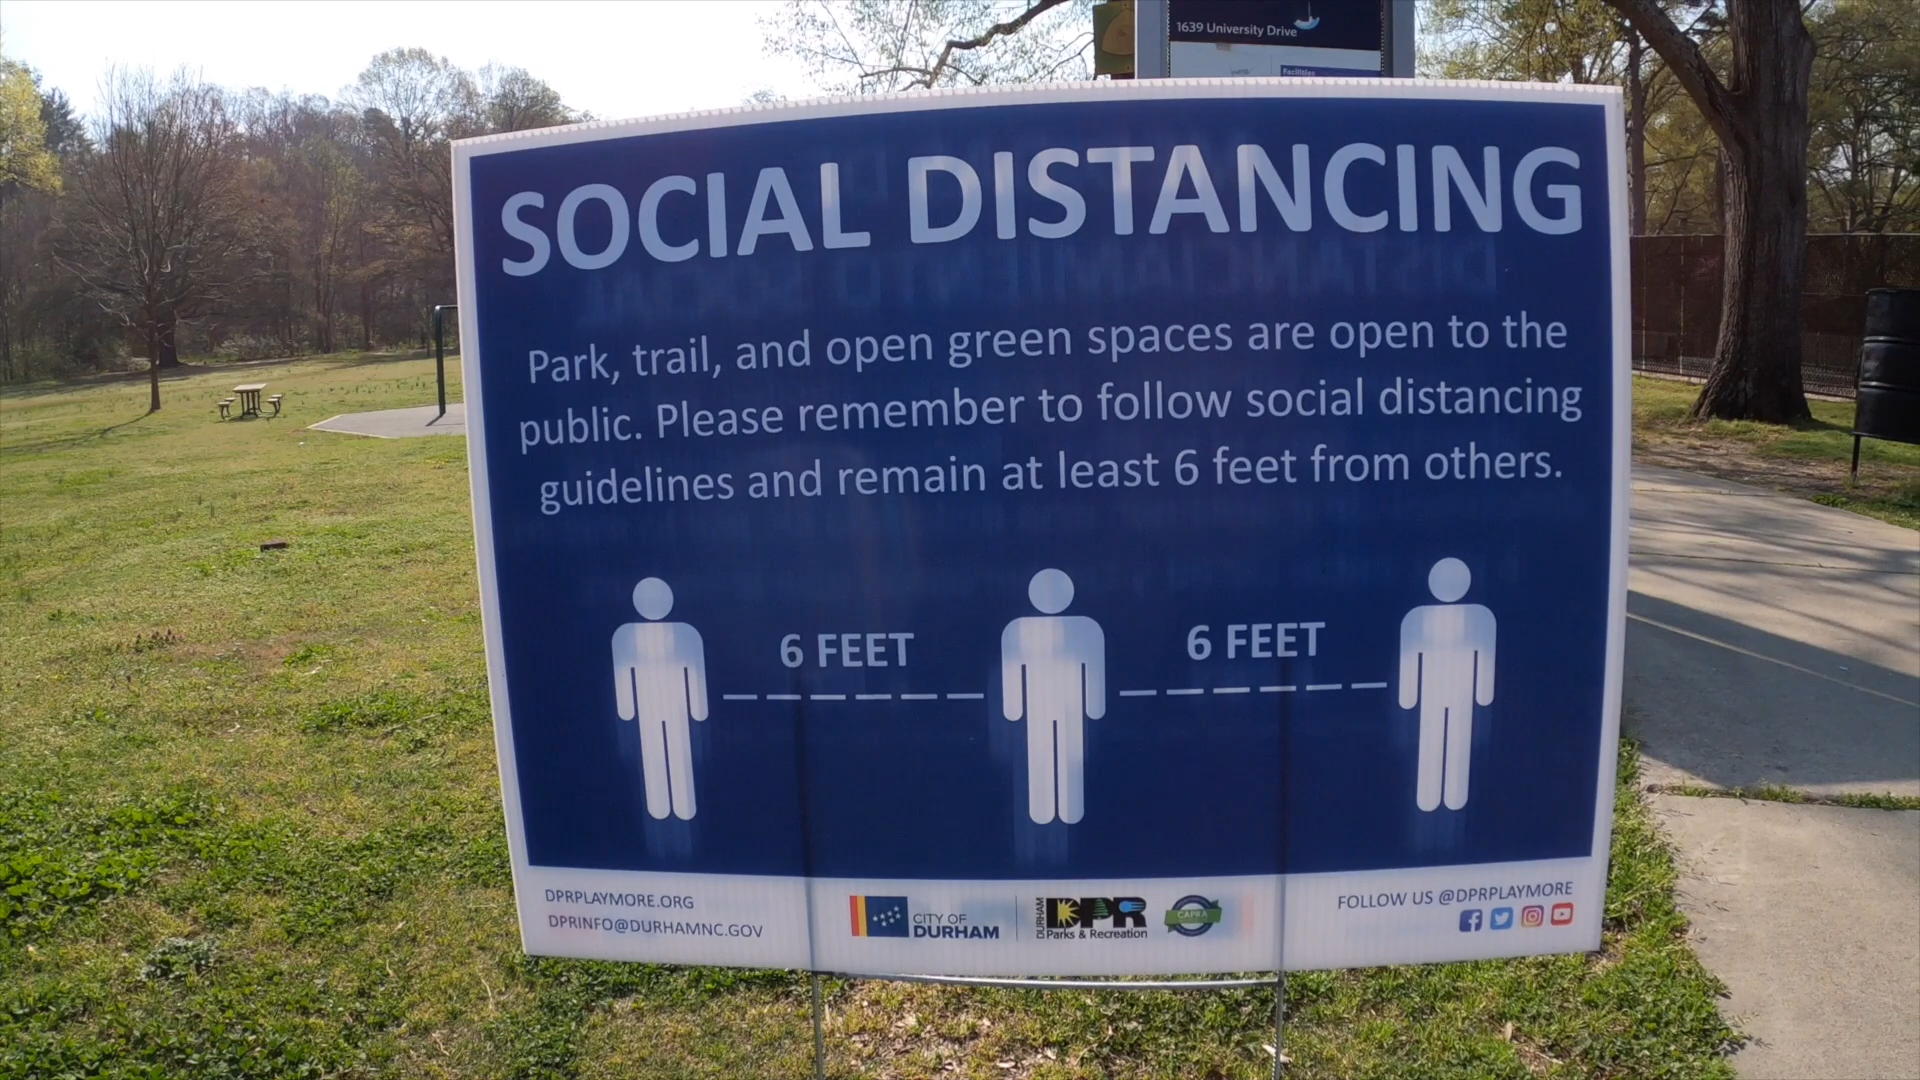 1639 University Drive
Facilities
SOCIAL DISTANCING
Park, trail, and open green spaces are open to the
public. Please remember to follow social distancing
guidelines and remain at least 6 feet from others.
6 FEET
6 FEET
DPRPLAYMORE.ORG
DPRINFO@DURHAMNC.GOV
CITY OF
DURHAM
DURHAM
DPR
Parks & Recreation
CAPRA
FOLLOW US @DPRPLAYMORE